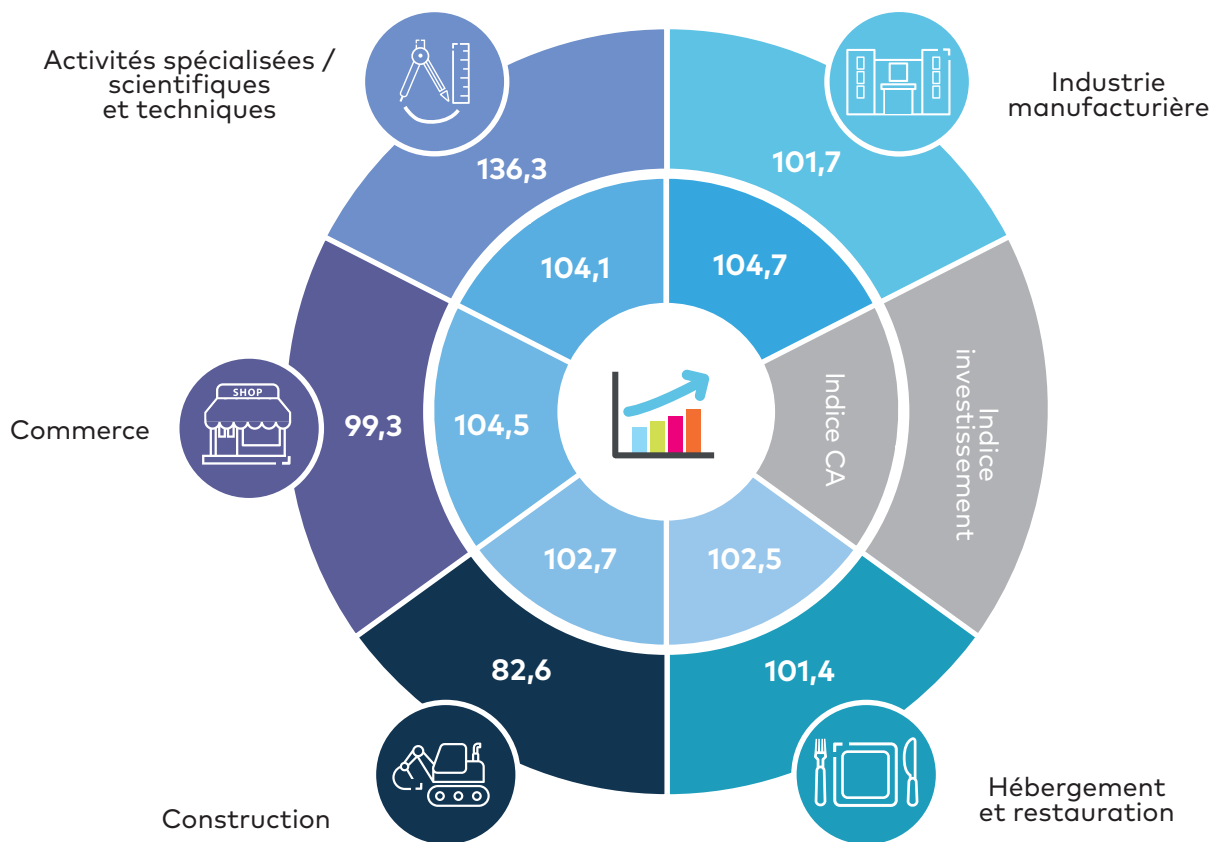 Activités spécialisées /
scientifiques
et techniques
Industrie
manufacturière
136,3
101,7
104,1
104,7
SHOP
Commerce
99,3
104,5
Indice CA
Indice
investissement
102,7
102,5
82,6
101,4
Construction
Hébergement
et restauration